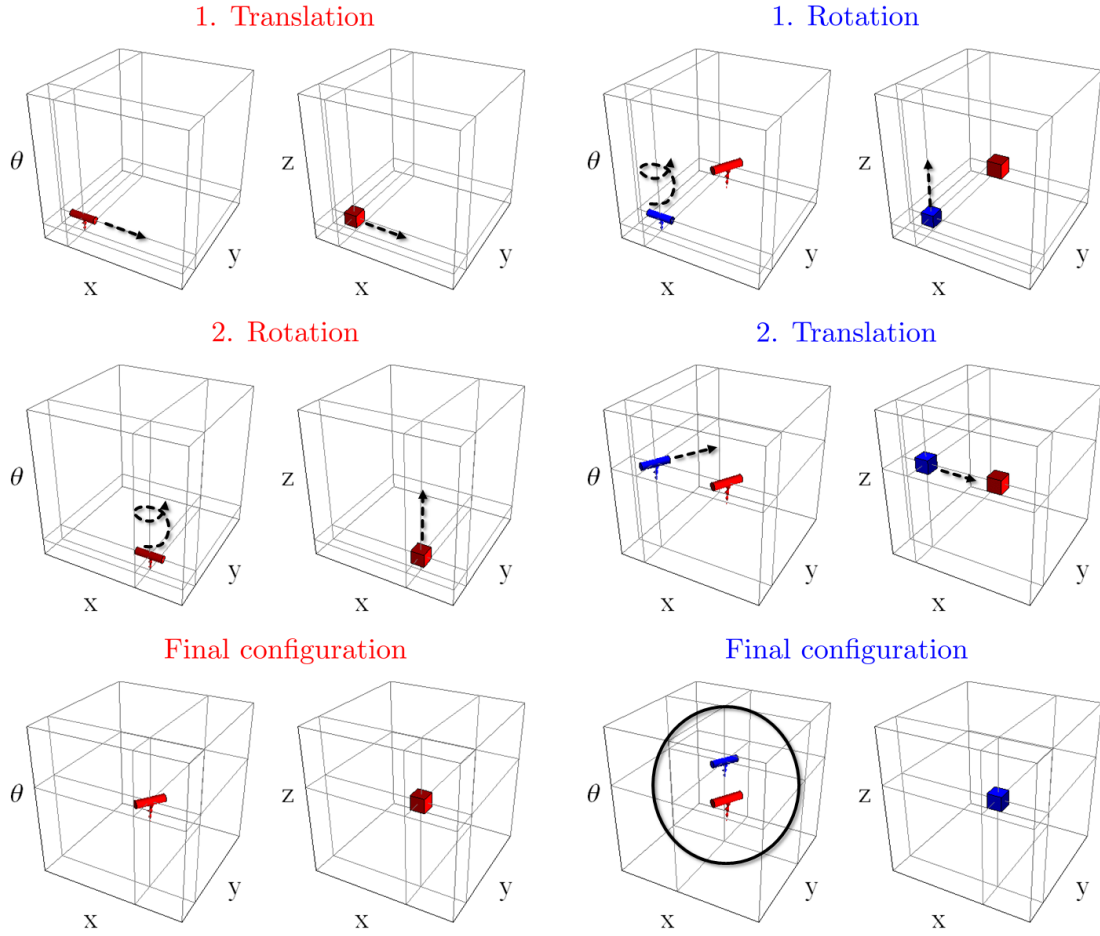 1. Translation
1. Rotation
θ
x
y
z
x
y
θ
x
y
z
x
y
2. Rotation
2. Translation
θ
x
y
z
x
y
θ
x
y
z
x
y
Final configuration
Final configuration
θ
x
y
z
x
y
θ
x
y
z
x
y